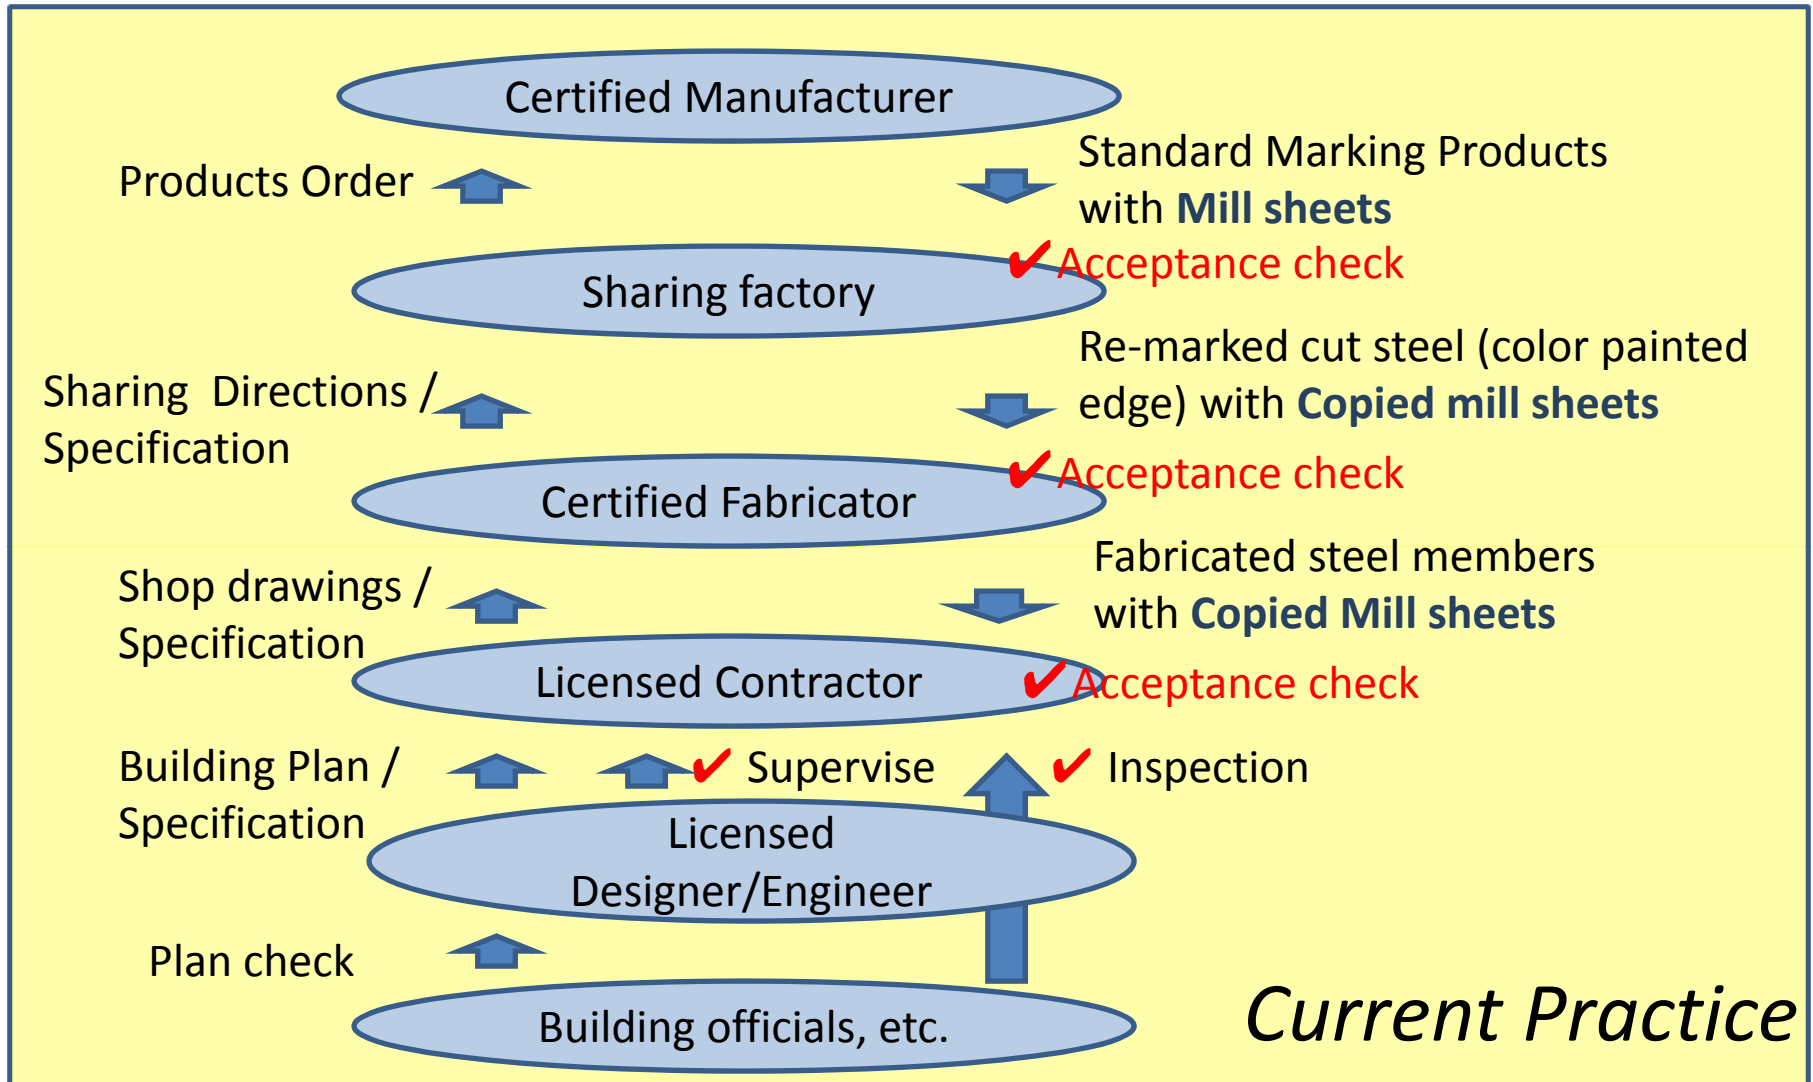 Certified Manufacturer
Products Order
Standard Marking Products
with Mill sheets
✔Acceptance check
Sharing factory
Sharing  Directions /
Specification
Re-marked cut steel (color painted
edge) with Copied mill sheets
✔Acceptance check
Certified Fabricator
Shop drawings /
Specification
Fabricated steel members
with Copied Mill sheets
Licensed Contractor
✔Acceptance check
Building Plan /
Specification
✔ Supervise
✔ Inspection
Licensed
Designer/Engineer
Plan check
Building officials, etc.
Current Practice